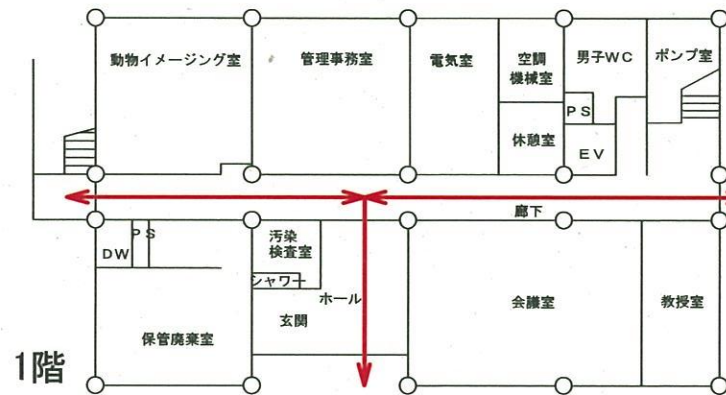 動物イメージング室
管理事務室
電気室
空調
機械室
男子WC
ポンプ室
PS
休憩室
EV
廊下
PS
DW
汚染
検査室
シャワー
ホール
玄関
会議室
教授室
保管廃棄室
1階